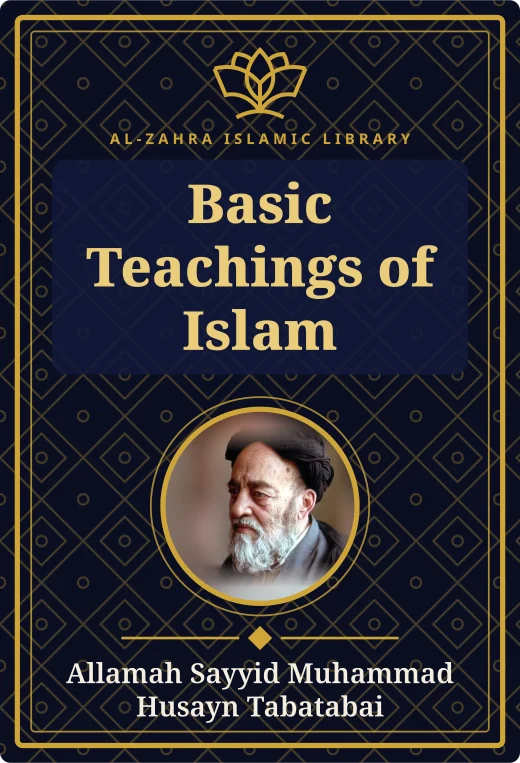 AL-ZAHRA ISLAMIC LIBRARY
Basic
Teachings of
Islam
Allamah Sayyid Muhammad
Husayn Tabatabai